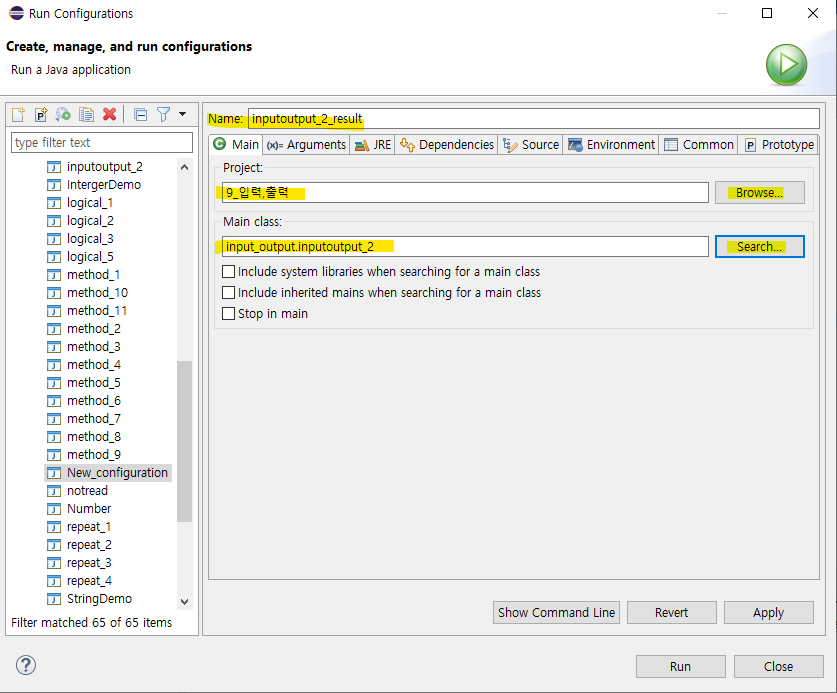 Run Configurations
Create, manage, and run configurations
Run a Java application
type filter text
inputoutput_2
IntergerDemo
logical_1
logical_2
logical_3
logical_5
method_1
method_10
method_11
method_2
method_3
method_4
method_5
method_6
method_7
method_8
method_9
New_configuration
notread
Number
repeat_1
repeat_2
repeat_3
repeat_4
StringDemo
Filter matched 65 of 65 items
Name: inputoutput_2_result
Main (x)= Arguments JRE Dependencies Source Environment Common Prototype
Project:
9_입력,출력 Browse...
Main class:
input_output.inputoutput_2 Search...
Include system libraries when searching for a main class
Include inherited mains when searching for a main class
Stop in main
Show Command Line Revert Apply
Run Close